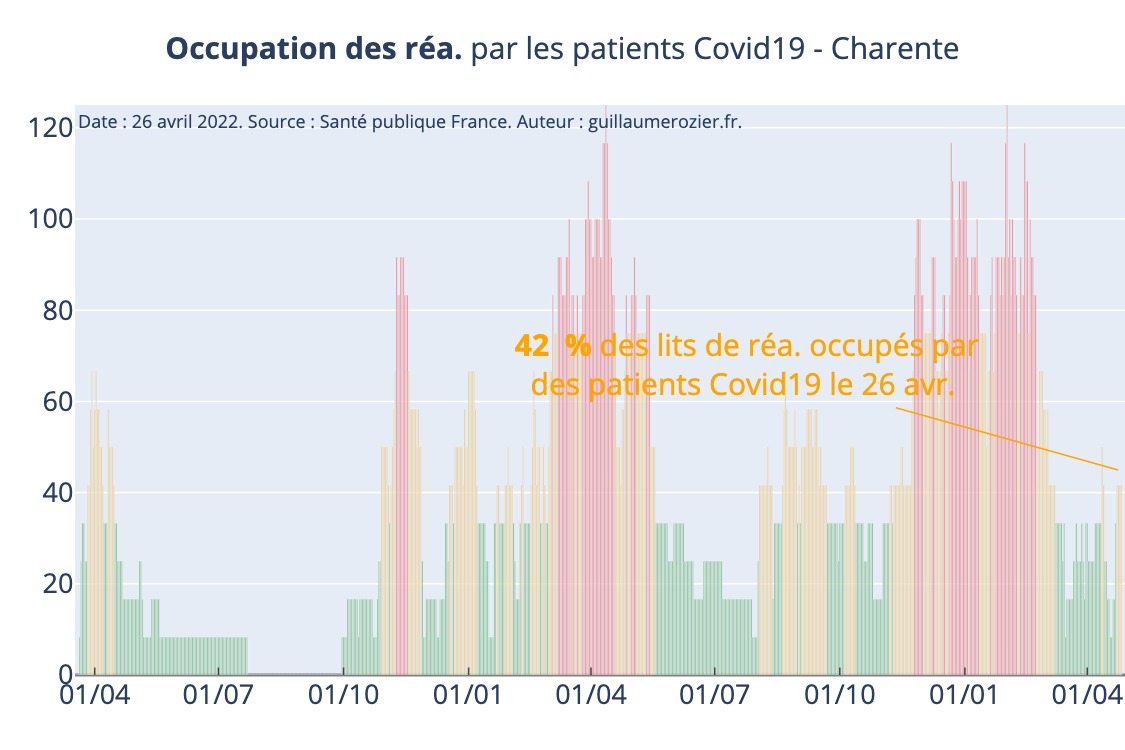 Occupation des réa. par les patients Covid19 - Charente
Date : 26 avril 2022. Source : Santé publique France. Auteur : guillaumerozier.fr.
120
100
80
60
40
20
0
42 % des lits de réa. occupés par
des patients Covid19 le 26 avr.
01/04 01/07 01/10 01/01 01/04 01/07 01/10 01/01 01/04